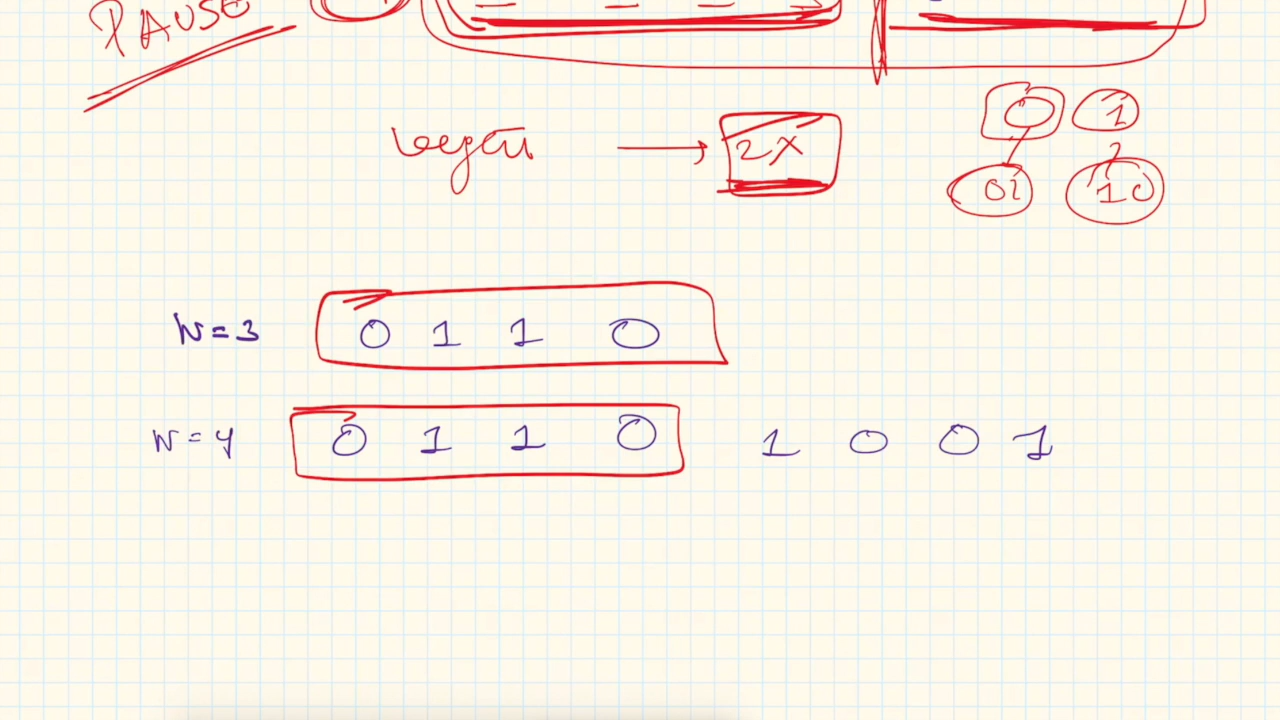 PAUSE
→ 2x
0 1
01 10
N=3 0 1 1 0
N=4 0 1 1 0 1 0 0 1